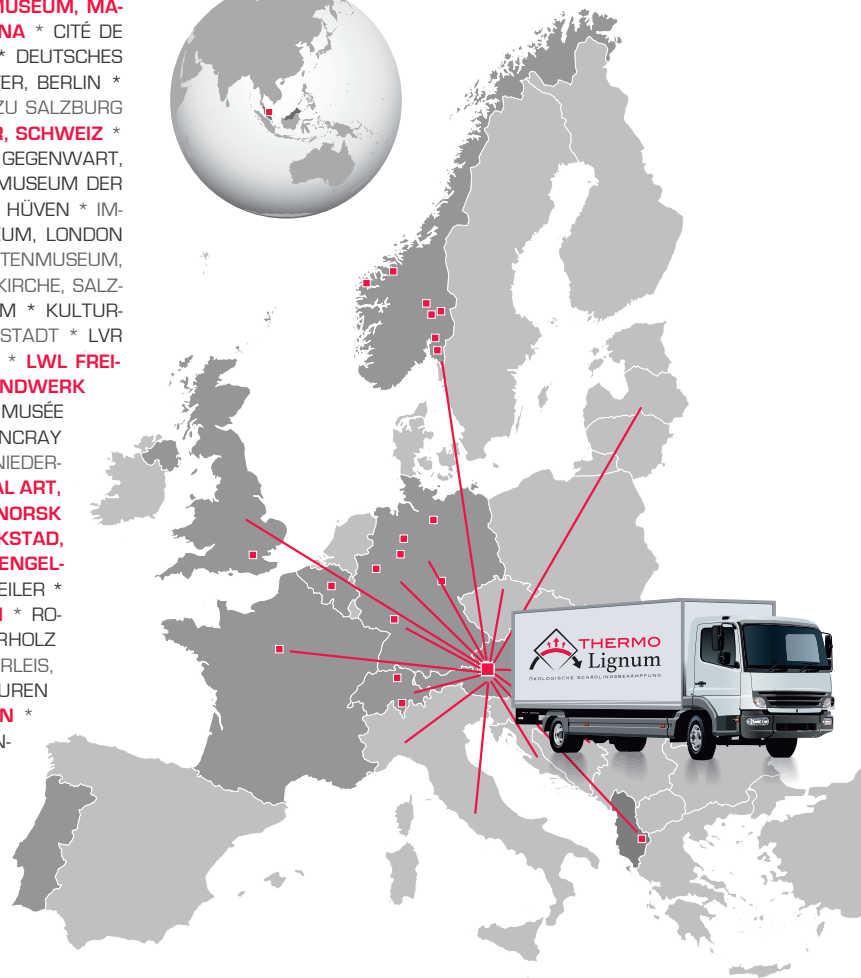 MUSEUM, MA-
NA * CITÉ DE
* DEUTSCHES
ER, BERLIN *
ZU SALZBURG
R, SCHWEIZ *
GEGENWART,
MUSEUM DER
HÜVEN * IM-
EUM, LONDON
TENMUSEUM,
KIRCHE, SALZ-
M * KULTUR-
STADT * LVR
* LWL FREI-
NDWERK
MUSÉE
NCRAY
NIEDER-
AL ART,
NORSK
KSTAD,
ENGEL-
EILER *
* RO-
RHOLZ
RLEIS,
UREN
N *
N-
THERMO
Lignum
ÖKOLOGISCHE SCHÄDLINGSBEKÄMPFUNG